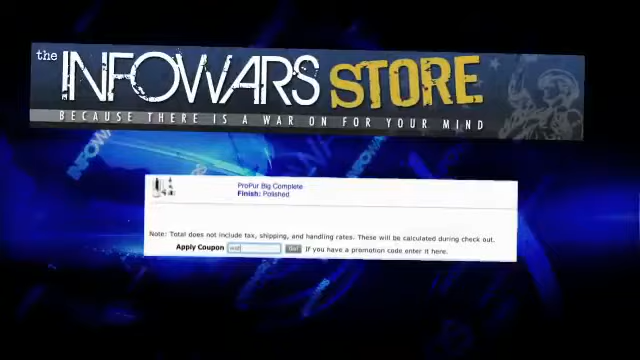 the INFOWARS STORE
BECAUSE THERE IS A WAR ON FOR YOUR MIND
INFOWARS
ProPur Big Complete
Finish: Polished
Note: Total does not include tax, shipping, and handling rates. These will be calculated during check out.
Apply Coupon wat Go! If you have a promotion code enter it here.